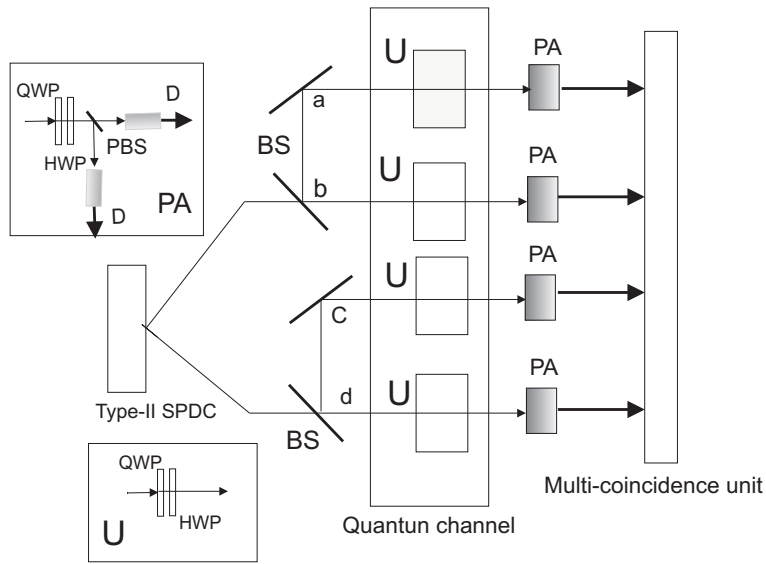 U
PA
QWP
D
a
BS
PBS
HWP
U
PA
b
D
PA
U
PA
C
U
PA
d
Type-II SPDC
BS
QWP
HWP
U
Multi-coincidence unit
Quantun channel